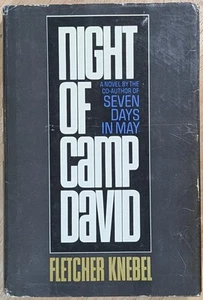 NIGHT
OF
CAMP
DAVID
A NOVEL BY THE
CO-AUTHOR OF
SEVEN
DAYS
IN MAY
FLETCHER KNEBEL